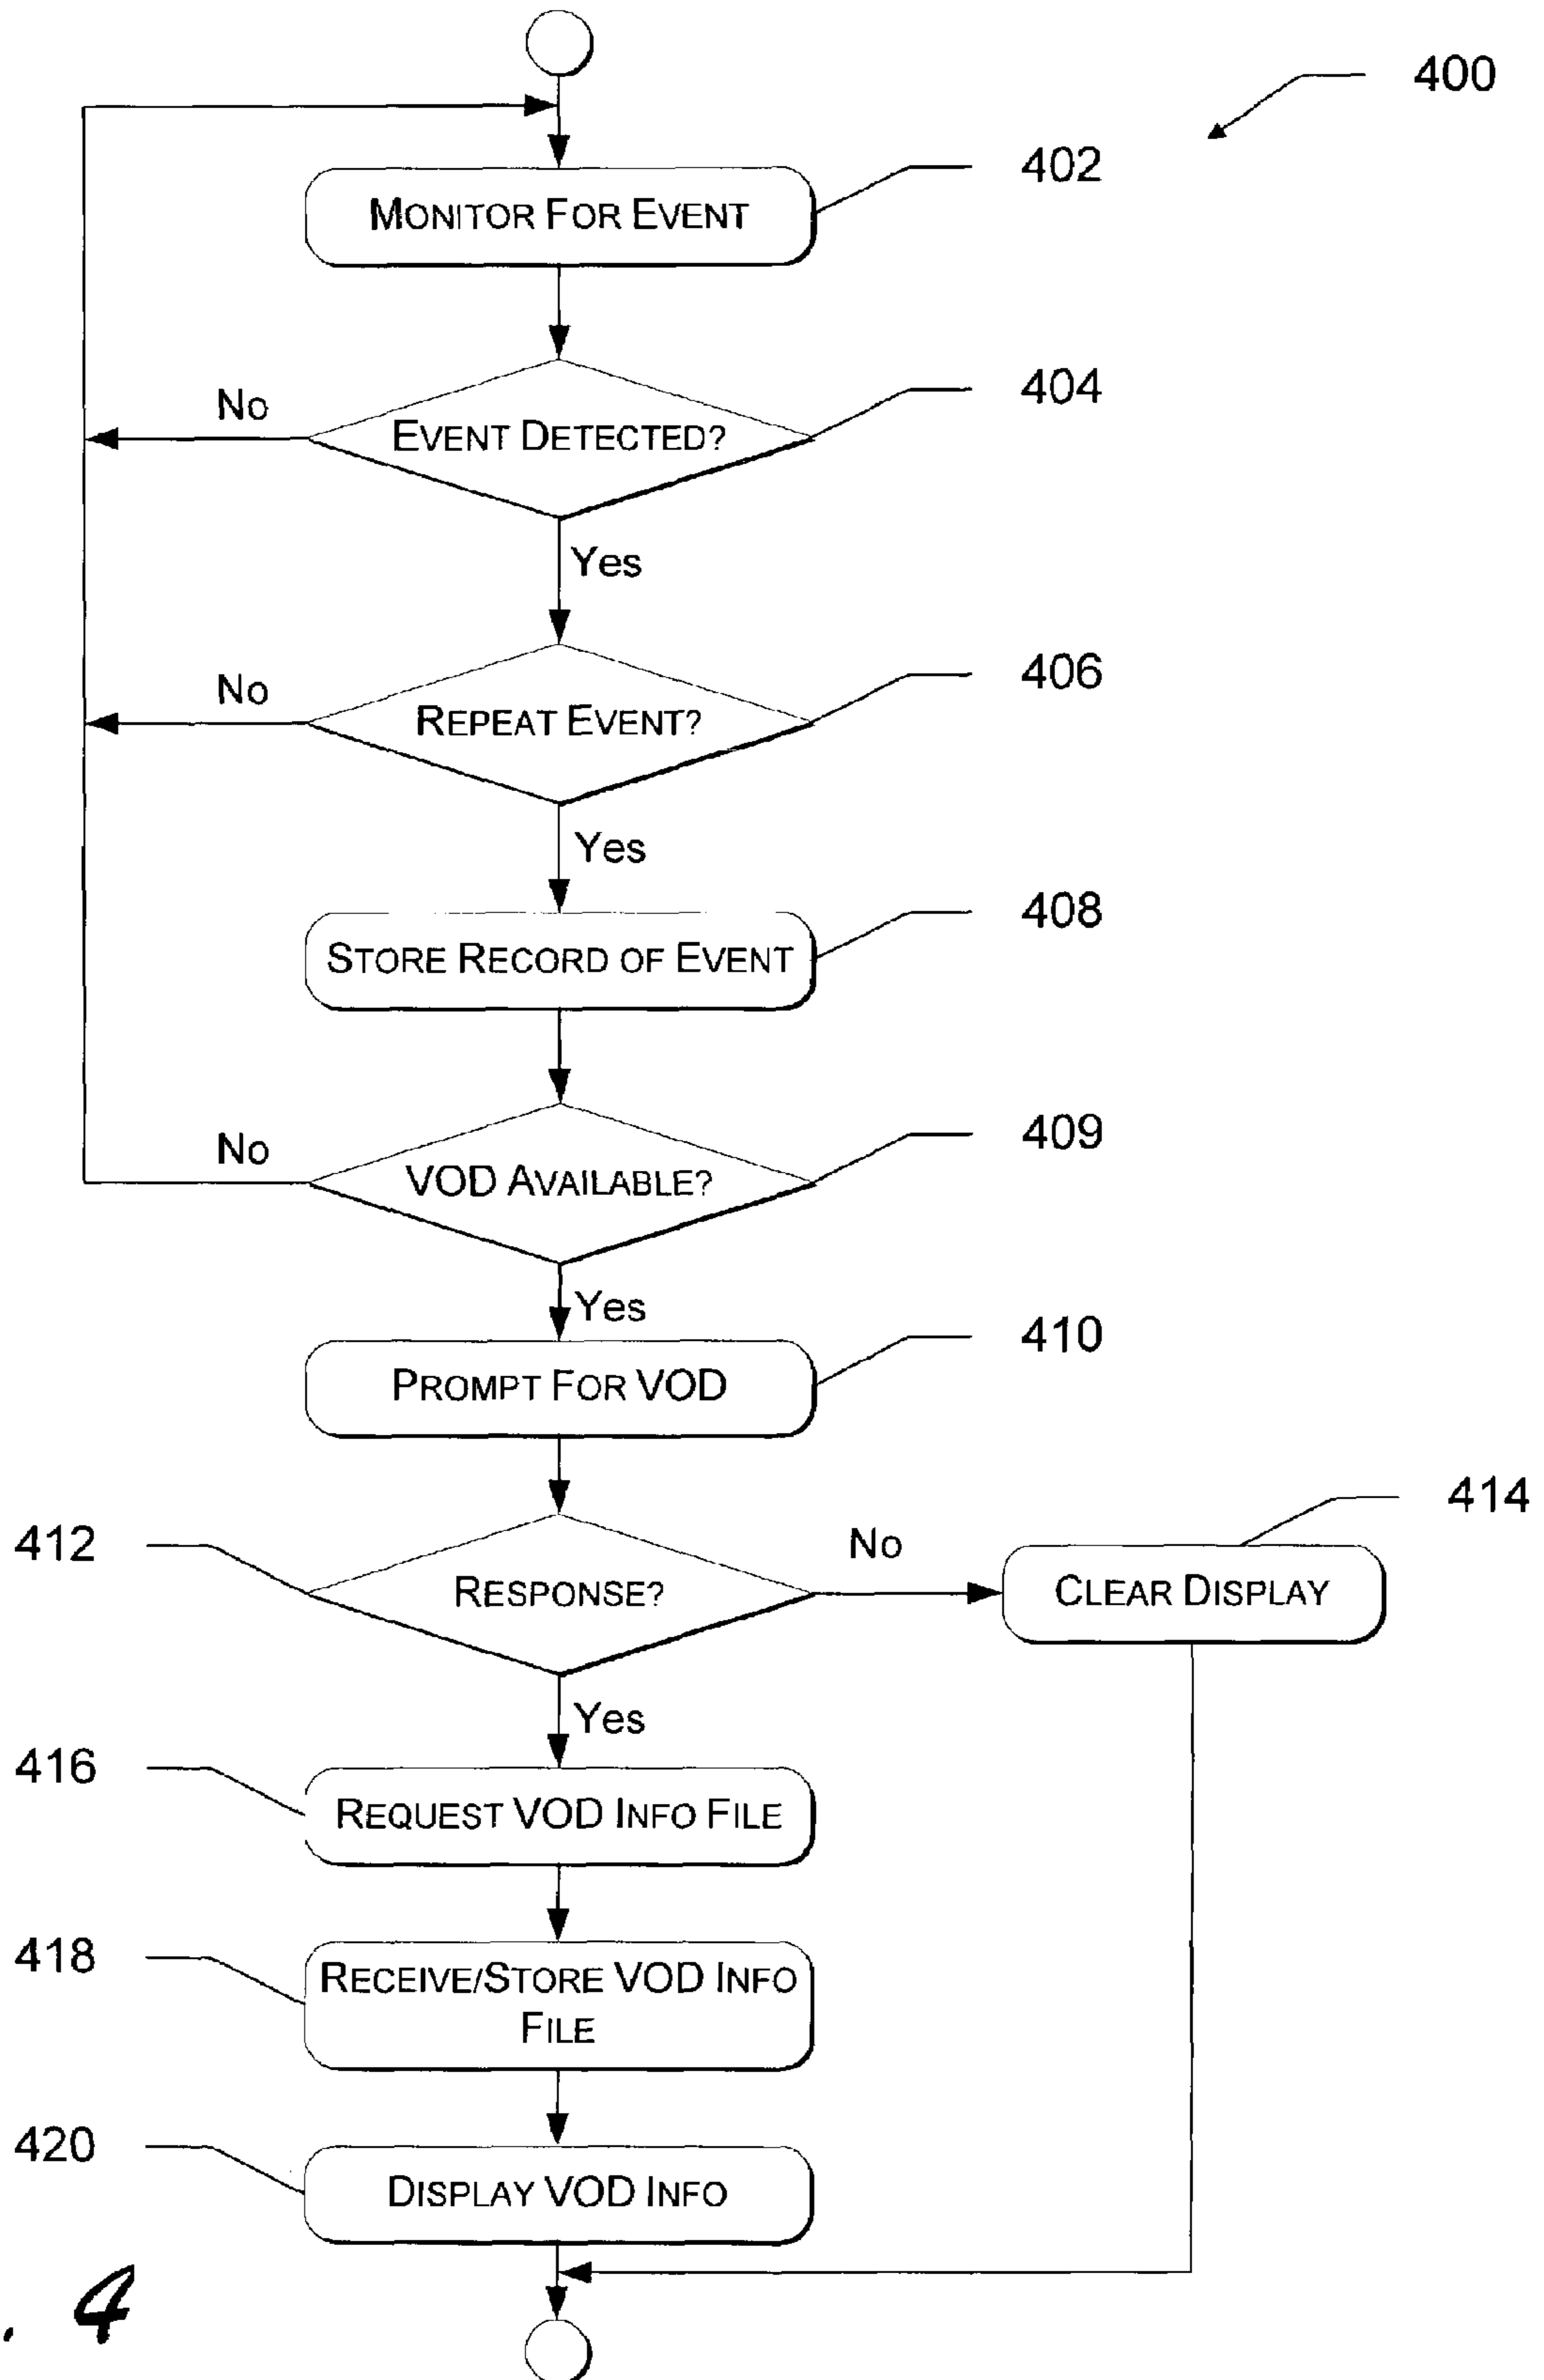 400
402
MONITOR FOR EVENT
404
No
EVENT DETECTED?
Yes
406
No
REPEAT EVENT?
Yes
408
STORE RECORD OF EVENT
409
No
VOD AVAILABLE?
Yes
410
PROMPT FOR VOD
414
412
No
RESPONSE?
CLEAR DISPLAY
Yes
416
REQUEST VOD INFO FILE
418
RECEIVE/STORE VOD INFO
FILE
420
DISPLAY VOD INFO
. 4